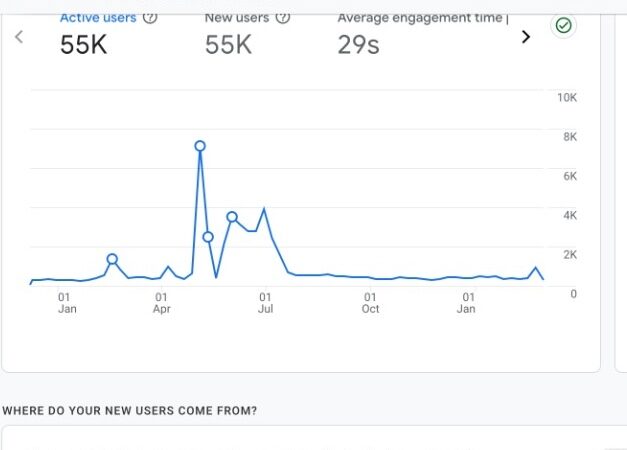 Active users New users Average engagement time
55K 55K 29s
10K
8K
6K
4K
2K
0
01 01 01 01 01
Jan Apr Jul Oct Jan
WHERE DO YOUR NEW USERS COME FROM?